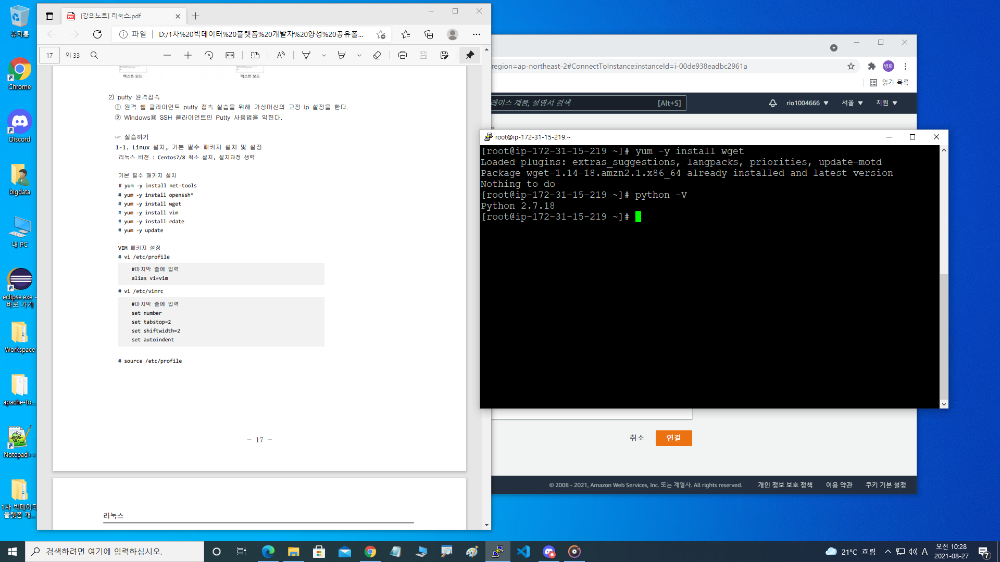 휴지통
Chrome
Discord
bigdata
내 PC
eclipse.exe -
바로 가기
Workspace
apache-to...
Notepad++
1차 빅데이터
플랫폼 개...
[강의노트] 리눅스.pdf
파일
D:/1차%20빅데이터%20플랫폼%20개발자%20양성%20공유폴...
17 의 33
텍스트 모드
텍스트 모드
2) putty 원격접속
① 원격 쉘 클라이언트 putty 접속 실습을 위해 가상머신의 고정 ip 설정을 한다.
② Windows용 SSH 클라이언트인 Putty 사용법을 익힌다.
☞ 실습하기
1-1. Linux 설치, 기본 필수 패키지 설치 및 설정
리눅스 버전 : Centos7/8 최소 설치, 설치과정 생략
기본 필수 패키지 설치
# yum -y install net-tools
# yum -y install openssh*
# yum -y install wget
# yum -y install vim
# yum -y install rdate
# yum -y update
VIM 패키지 설정
# vi /etc/profile
#마지막 줄에 입력
alias vi=vim
# vi /etc/vimrc
#마지막 줄에 입력
set number
set tabstop=2
set shiftwidth=2
set autoindent
# source /etc/profile
- 17 -
리눅스
region=ap-northeast-2#ConnectToInstance:instanceId=i-00de938eadbc2961a
병화
읽기 목록
레이스 제품, 설명서 검색 [Alt+S]
rio1004666 ▼ 서울 ▼ 지원 ▼
root@ip-172-31-15-219:~
[root@ip-172-31-15-219 ~]# yum -y install wget
Loaded plugins: extras_suggestions, langpacks, priorities, update-motd
Package wget-1.14-18.amzn2.1.x86_64 already installed and latest version
Nothing to do
[root@ip-172-31-15-219 ~]# python -V
Python 2.7.18
[root@ip-172-31-15-219 ~]#
취소 연결
© 2008 - 2021, Amazon Web Services, Inc. 또는 계열사. All rights reserved. 개인 정보 보호 정책 이용 약관 쿠키 기본 설정
검색하려면 여기에 입력하십시오.
21°C 흐림
A
오전 10:28
2021-08-27
7